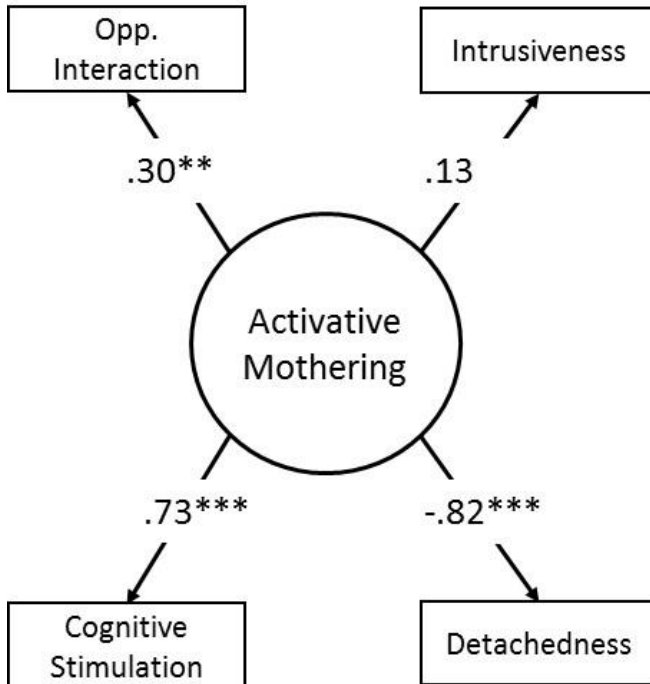 Opp.
Interaction
Intrusiveness
.30**
.13
Activative
Mothering
.73***
-.82***
Cognitive
Stimulation
Detachedness